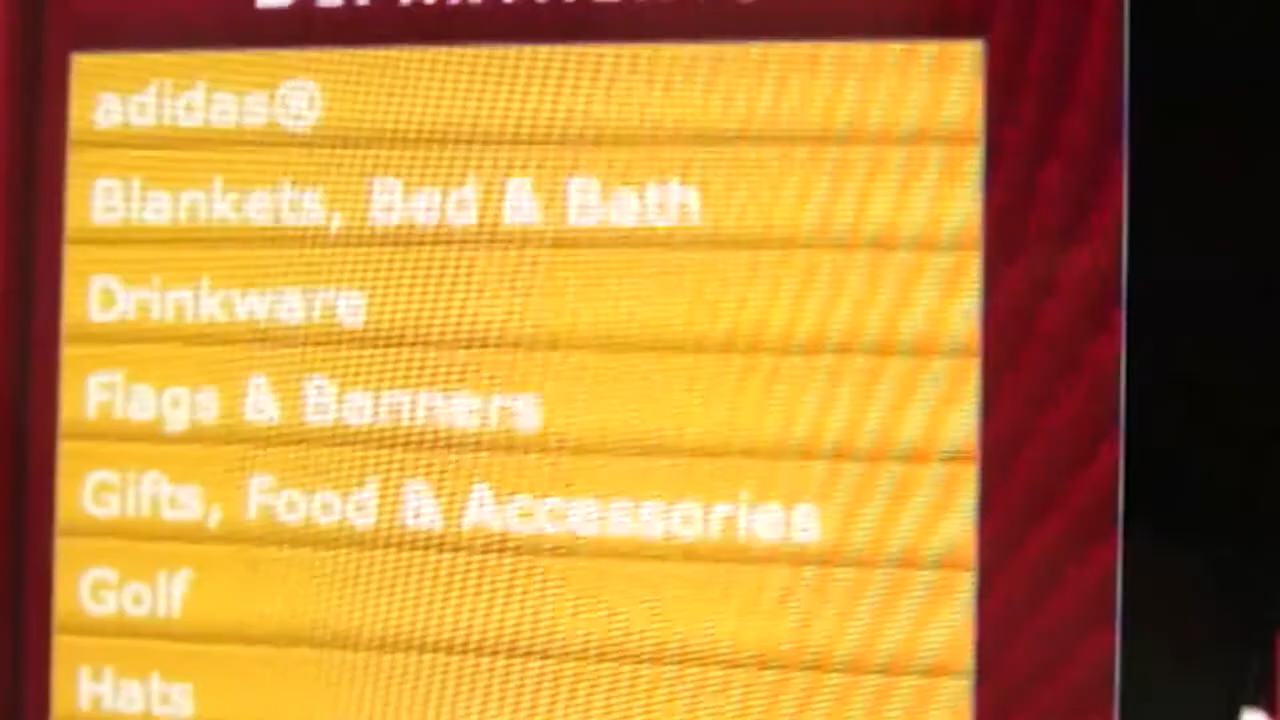 adidas®
Blankets, Bed & Bath
Drinkware
Flags & Banners
Gifts, Food & Accessories
Golf
Hats